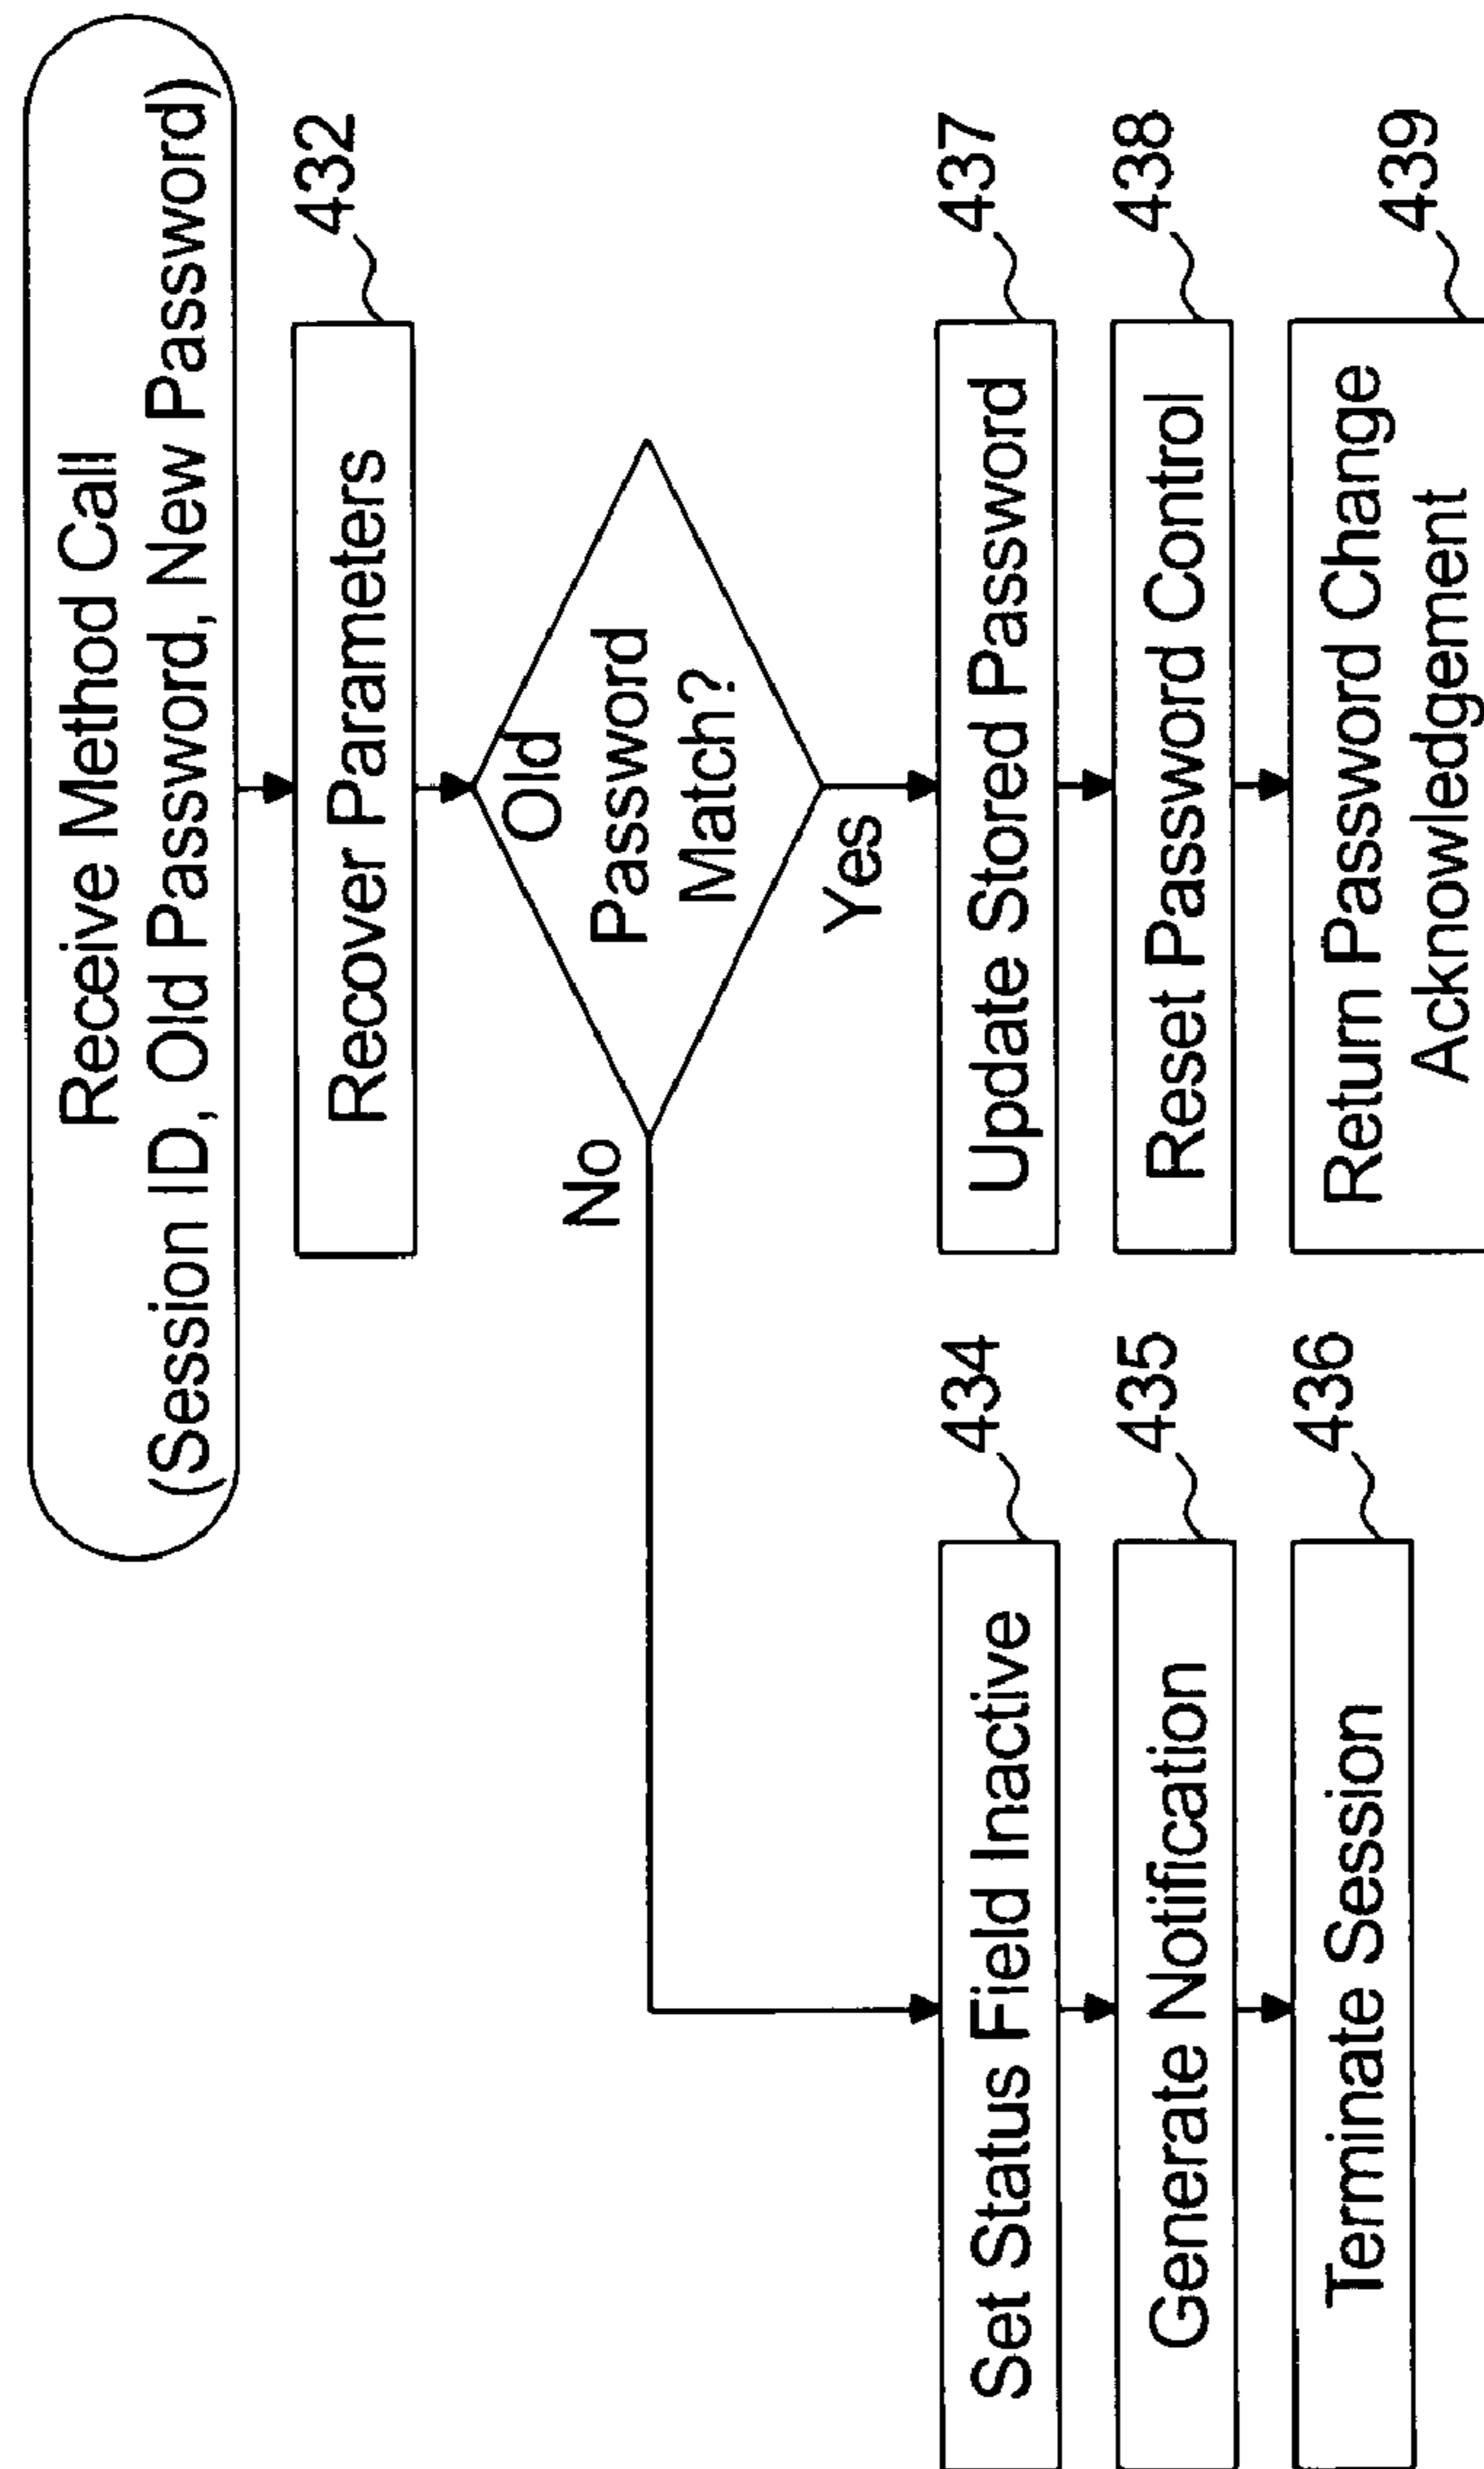 Receive Method Call
(Session ID, Old Password, New Password)
432
Recover Parameters
Old
Password
Match?
No
Yes
434
Set Status Field Inactive
435
Generate Notification
436
Terminate Session
437
Update Stored Password
438
Reset Password Control
439
Return Password Change
Acknowledgement